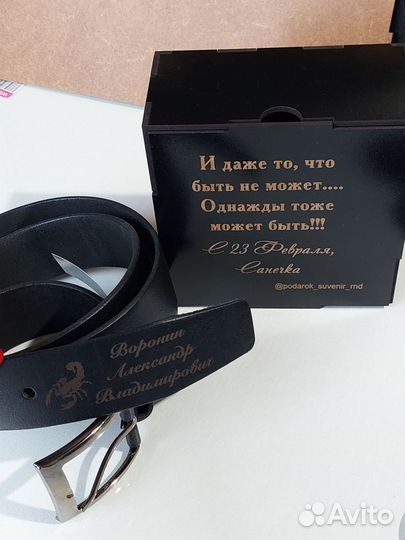 И даже то, что
быть не может....
Однажды тоже
может быть!!!
С 23 Февраля,
Санечка
@podarok_suvenir_rnd
Воронин
Александр
Владимирович
Avito